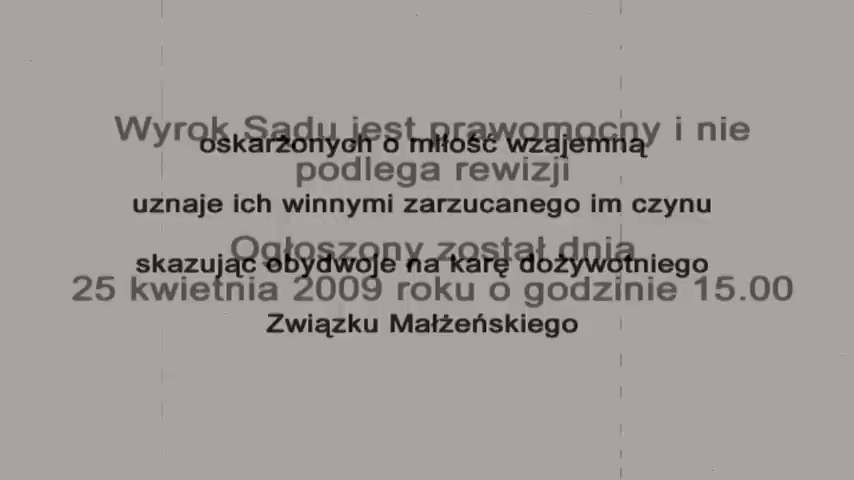 Wyrok Sądu jest prawomocny i nie
oskarżonych o miłość wzajemną
podlega rewizji
uznaje ich winnymi zarzucanego im czynu
Ogłoszony został dnia
skazując obydwoje na karę dożywotniego
25 kwietnia 2009 roku o godzinie 15.00
Związku Małżeńskiego